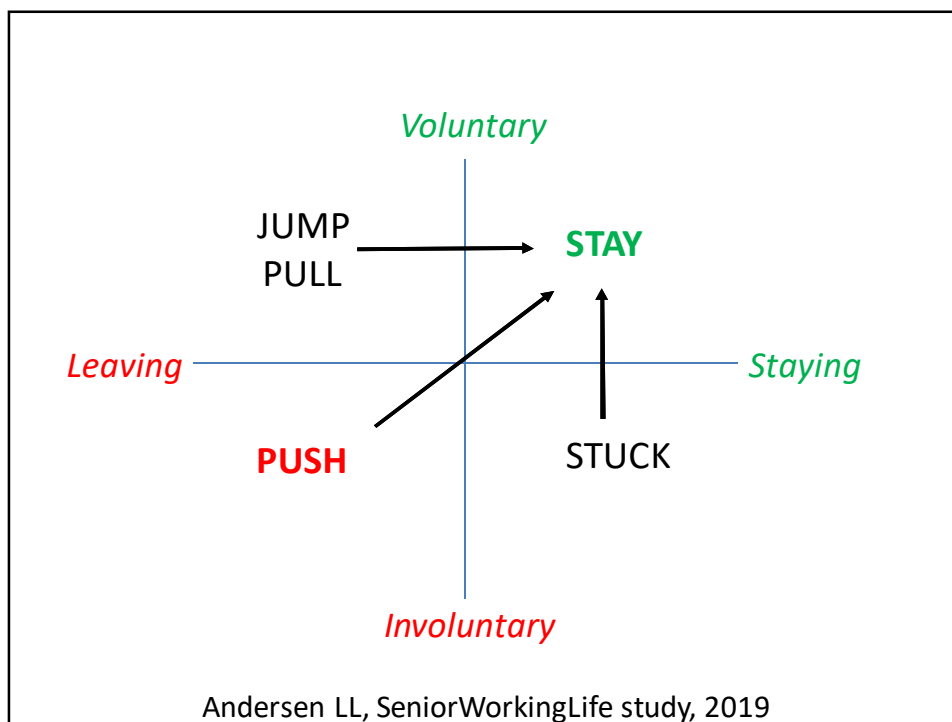 Voluntary
JUMP
PULL
STAY
Leaving
Staying
PUSH
STUCK
Involuntary
Andersen LL, SeniorWorkingLife study, 2019